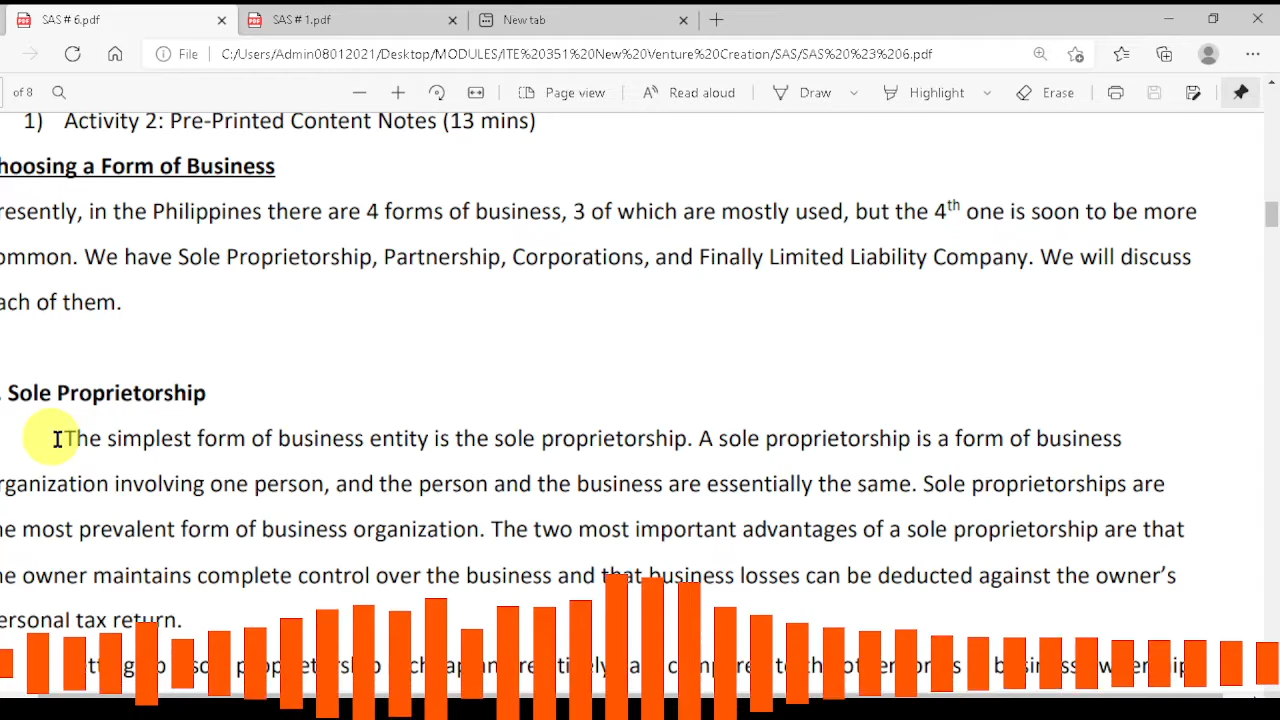 SAS # 6.pdf
SAS # 1.pdf
New tab
File C:/Users/Admin08012021/Desktop/MODULES/ITE%20351%20New%20Venture%20Creation/SAS/SAS%20%23%206.pdf
of 8 Page view Read aloud Draw Highlight Erase
1) Activity 2: Pre-Printed Content Notes (13 mins)
hoosing a Form of Business
resently, in the Philippines there are 4 forms of business, 3 of which are mostly used, but the 4th one is soon to be more
ommon. We have Sole Proprietorship, Partnership, Corporations, and Finally Limited Liability Company. We will discuss
ach of them.
. Sole Proprietorship
The simplest form of business entity is the sole proprietorship. A sole proprietorship is a form of business
rganization involving one person, and the person and the business are essentially the same. Sole proprietorships are
he most prevalent form of business organization. The two most important advantages of a sole proprietorship are that
he owner maintains complete control over the business and that business losses can be deducted against the owner's
ersonal tax return.